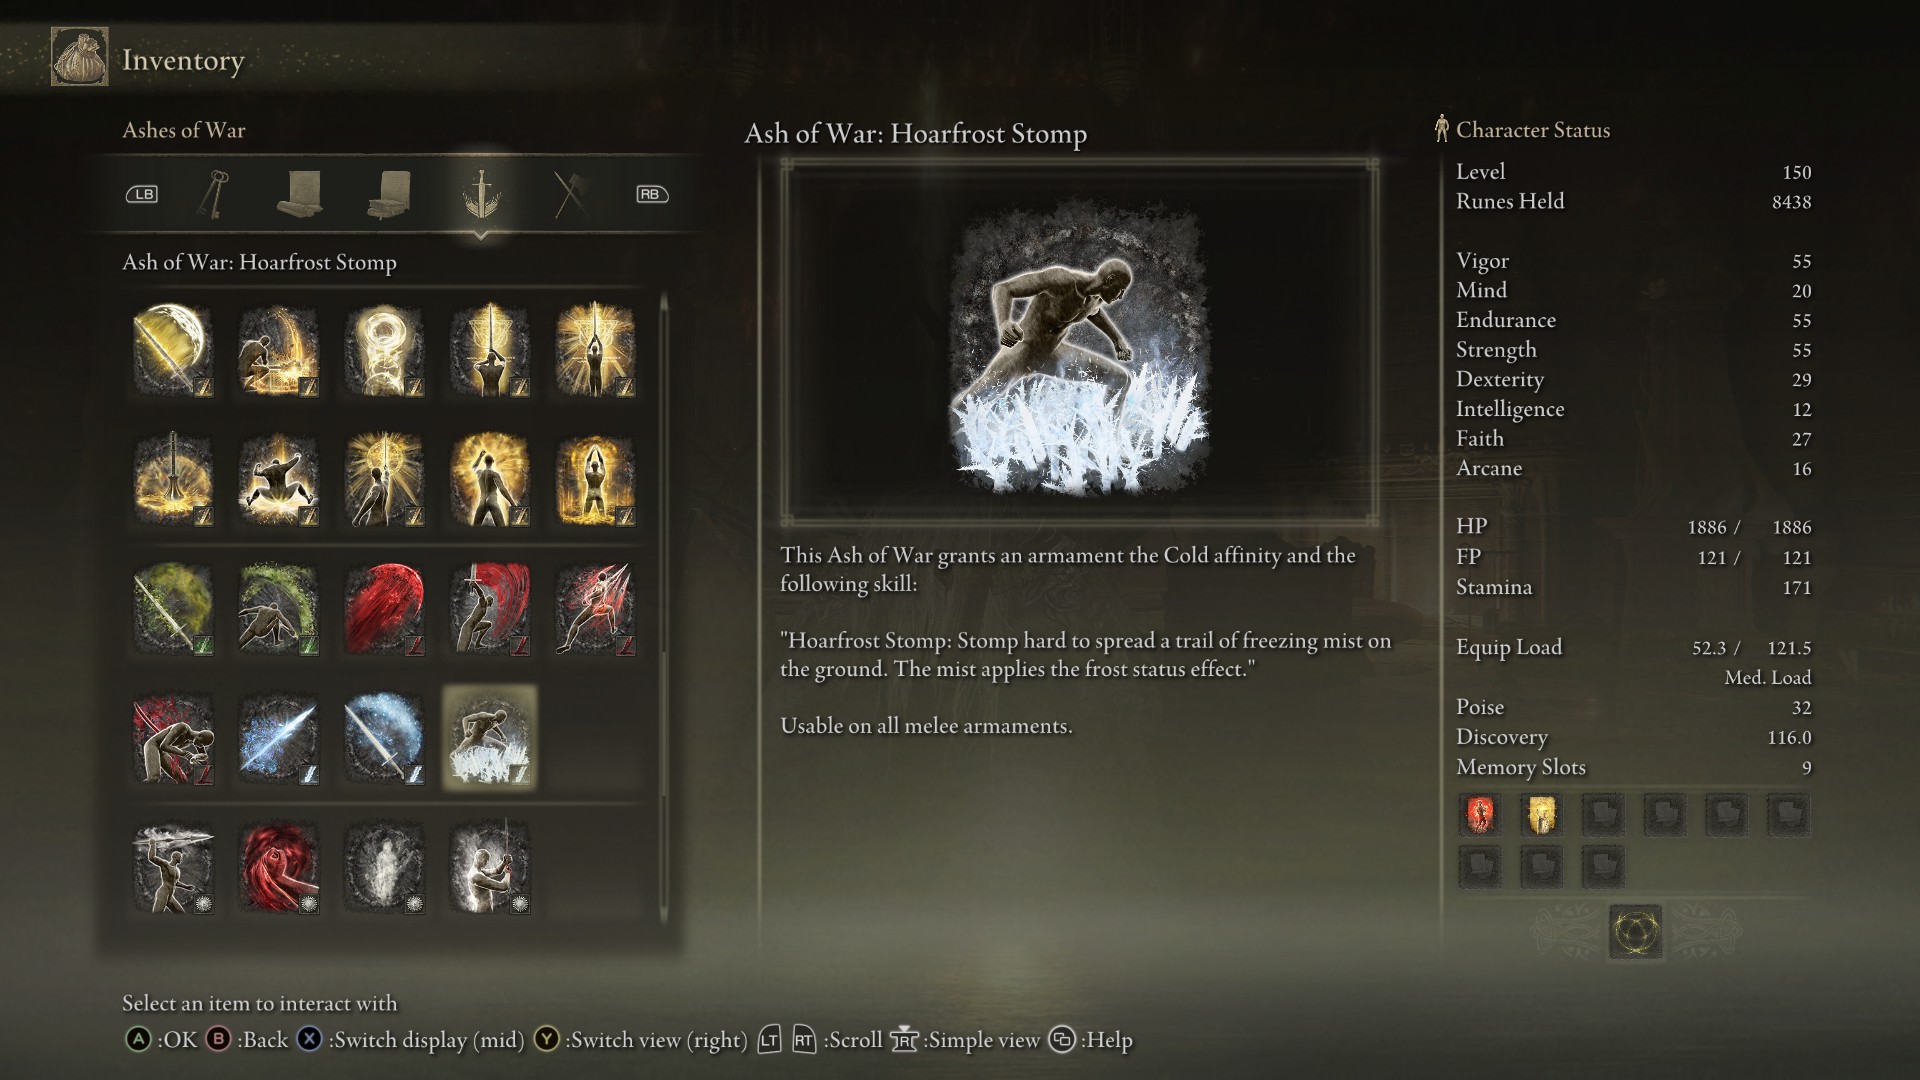 Inventory
Ashes of War
LB
RB
Ash of War: Hoarfrost Stomp
Ash of War: Hoarfrost Stomp
This Ash of War grants an armament the Cold affinity and the
following skill:
"Hoarfrost Stomp: Stomp hard to spread a trail of freezing mist on
the ground. The mist applies the frost status effect."
Usable on all melee armaments.
Character Status
Level 150
Runes Held 8438
Vigor 55
Mind 20
Endurance 55
Strength 55
Dexterity 29
Intelligence 12
Faith 27
Arcane 16
HP 1886 / 1886
FP 121 / 121
Stamina 171
Equip Load 52.3 / 121.5
Med. Load
Poise 32
Discovery 116.0
Memory Slots 9
Select an item to interact with
A :OK B :Back X :Switch display (mid) Y :Switch view (right) LT RT :Scroll R :Simple view :Help